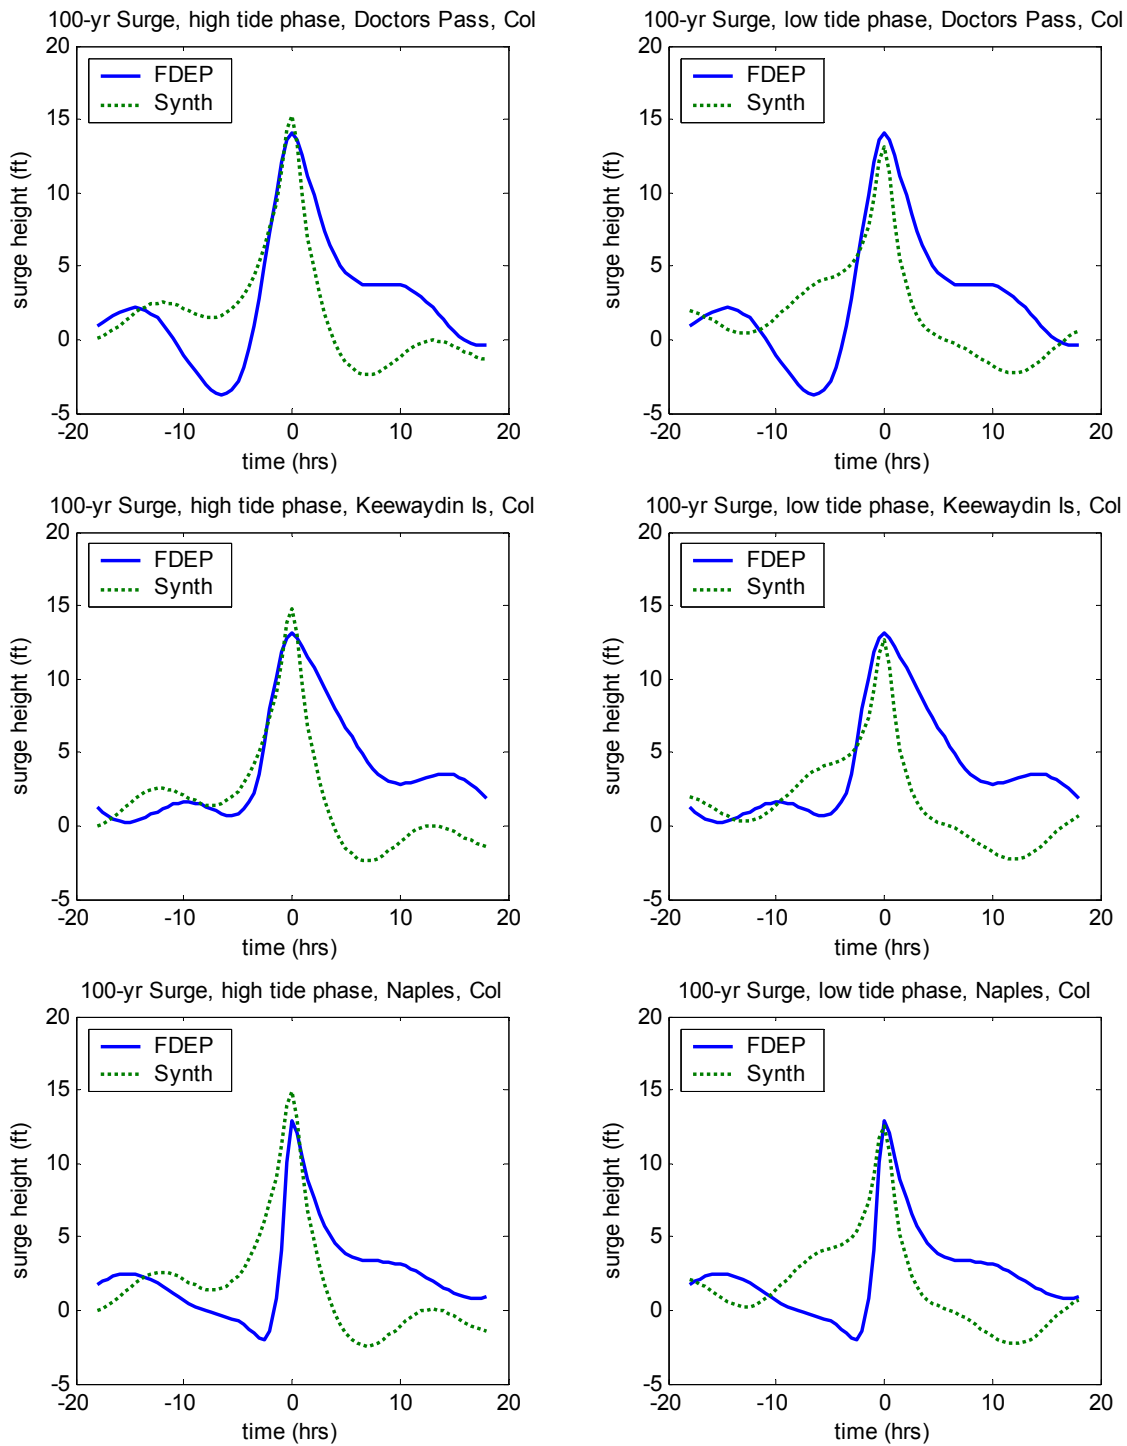 100-yr Surge, high tide phase, Doctors Pass, Col
20
15
10
5
0
-5
surge height (ft)
FDEP
Synth
-20
-10
0
10
20
time (hrs)
100-yr Surge, low tide phase, Doctors Pass, Col
20
15
10
5
0
-5
surge height (ft)
FDEP
Synth
-20
-10
0
10
20
time (hrs)
100-yr Surge, high tide phase, Keewaydin Is, Col
20
15
10
5
0
-5
surge height (ft)
FDEP
Synth
-20
-10
0
10
20
time (hrs)
100-yr Surge, low tide phase, Keewaydin Is, Col
20
15
10
5
0
-5
surge height (ft)
FDEP
Synth
-20
-10
0
10
20
time (hrs)
100-yr Surge, high tide phase, Naples, Col
20
15
10
5
0
-5
surge height (ft)
FDEP
Synth
-20
-10
0
10
20
time (hrs)
100-yr Surge, low tide phase, Naples, Col
20
15
10
5
0
-5
surge height (ft)
FDEP
Synth
-20
-10
0
10
20
time (hrs)